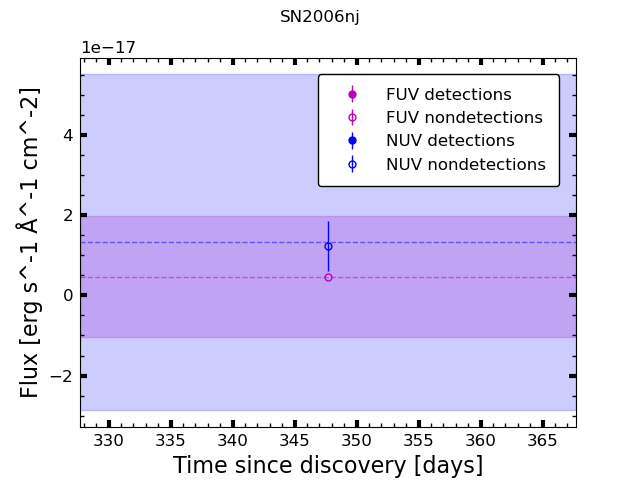 SN2006nj
1e−17
FUV detections
FUV nondetections
NUV detections
NUV nondetections
4
2
0
−2
Flux [erg s^-1 Å^-1 cm^-2]
330 335 340 345 350 355 360 365
Time since discovery [days]